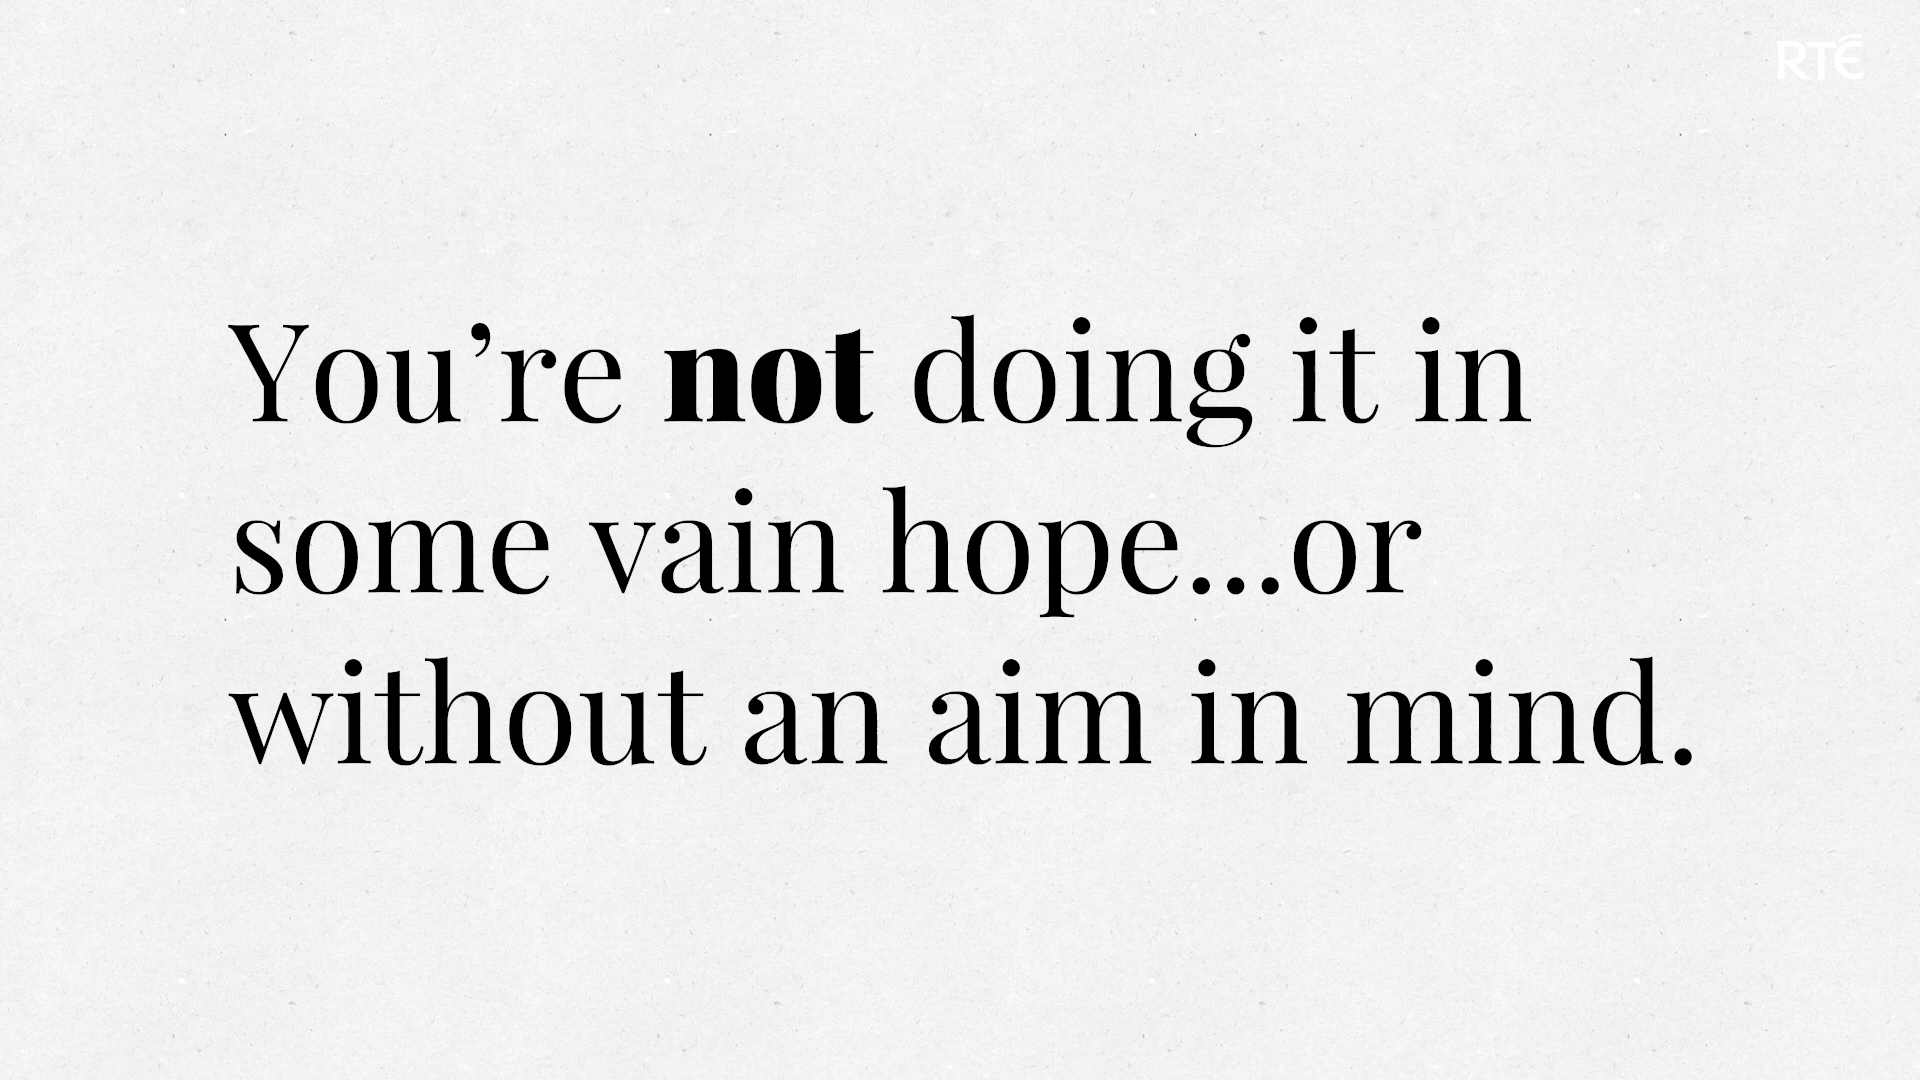 RTÉ
You’re not doing it in
some vain hope...or
without an aim in mind.